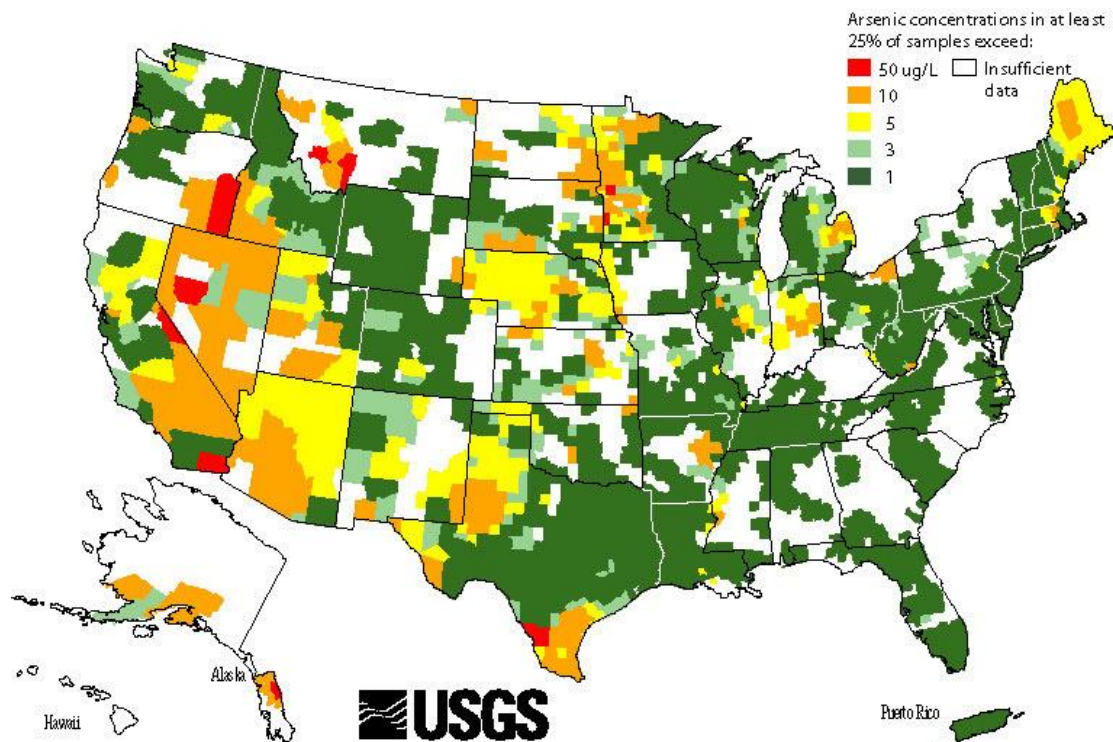 Arsenic concentrations in at least
25% of samples exceed:
50 ug/L Insufficient
data
10
5
3
1
Alaska
Hawaii
USGS
Puerto Rico